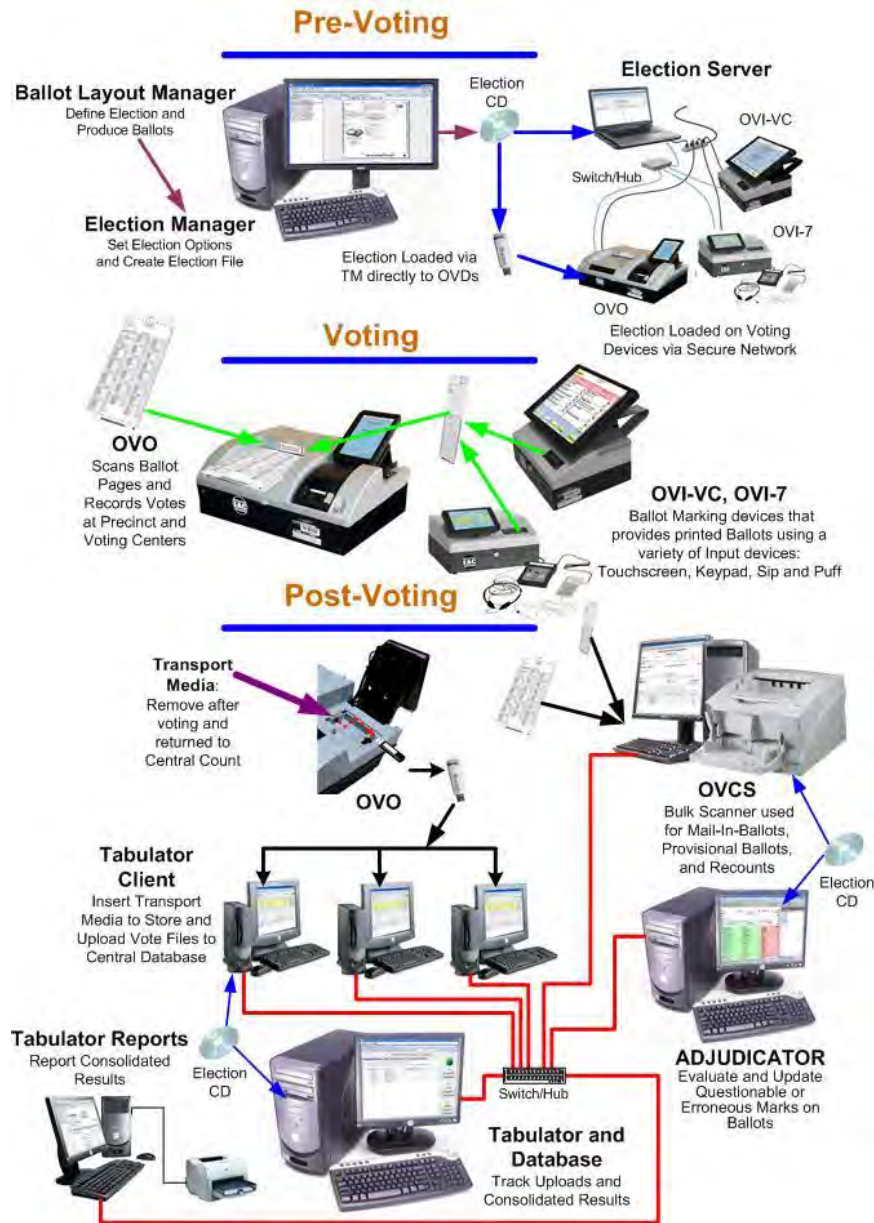 Pre-Voting
Ballot Layout Manager
Define Election and
Produce Ballots
Election
CD
Election Server
OVI-VC
Switch/Hub
Election Manager
Set Election Options
and Create Election File
Election Loaded via
TM directly to OVDs
OVI-7
OVO
Election Loaded on Voting
Devices via Secure Network
Voting
OVO
Scans Ballot
Pages and
Records Votes
at Precinct and
Voting Centers
EAC
OVI-VC, OVI-7
Ballot Marking devices that
provides printed Ballots using a
variety of Input devices:
Touchscreen, Keypad, Sip and Puff
EAC
Post-Voting
Transport
Media:
Remove after
voting and
returned to
Central Count
OVO
OVCS
Bulk Scanner used
for Mail-In-Ballots,
Provisional Ballots,
and Recounts
Election
CD
Tabulator
Client
Insert Transport
Media to Store and
Upload Vote Files to
Central Database
Tabulator Reports
Report Consolidated
Results
Election
CD
Switch/Hub
ADJUDICATOR
Evaluate and Update
Questionable or
Erroneous Marks on
Ballots
Tabulator and
Database
Track Uploads and
Consolidated Results